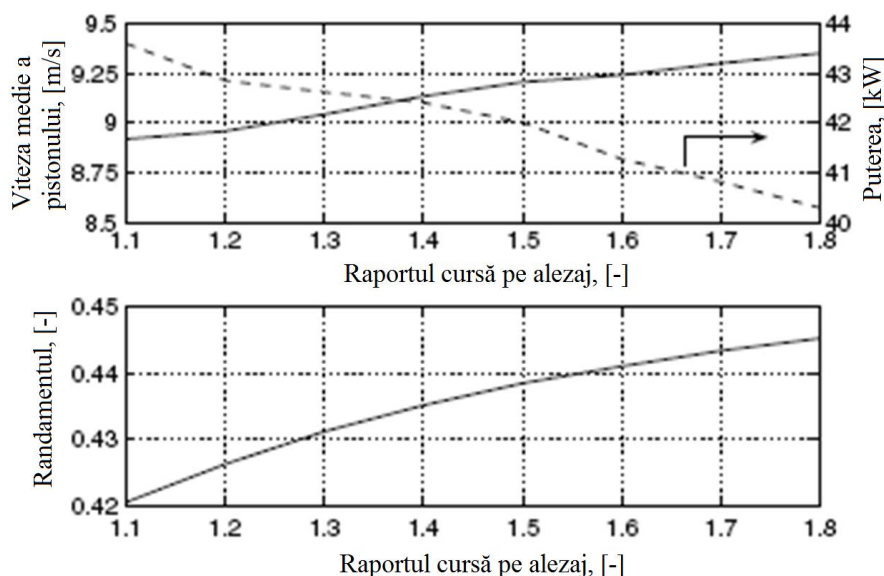 9.5
9.25
9
8.75
8.5
Viteza medie a
pistonului, [m/s]
44
43
42
41
40
Puterea, [kW]
1.1 1.2 1.3 1.4 1.5 1.6 1.7 1.8
Raportul cursă pe alezaj, [-]
0.45
0.44
0.43
0.42
Randamentul, [-]
1.1 1.2 1.3 1.4 1.5 1.6 1.7 1.8
Raportul cursă pe alezaj, [-]